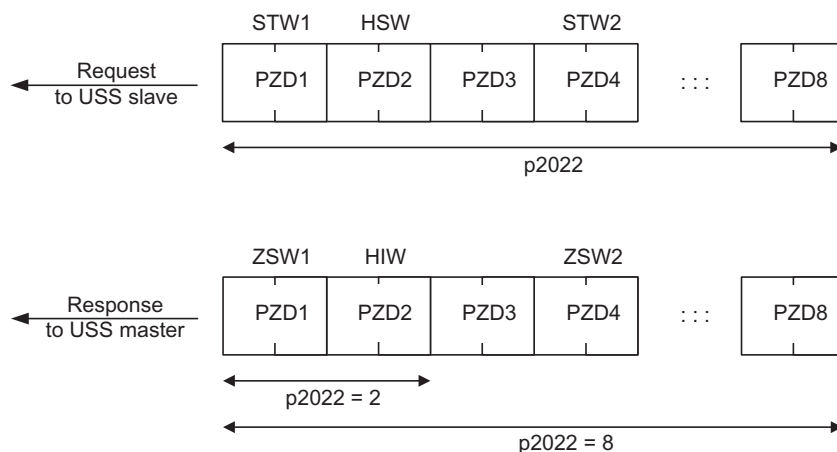 STW1 HSW STW2
Request
to USS slave
PZD1 PZD2 PZD3 PZD4 : : : PZD8
p2022
ZSW1 HIW ZSW2
Response
to USS master
PZD1 PZD2 PZD3 PZD4 : : : PZD8
p2022 = 2
p2022 = 8